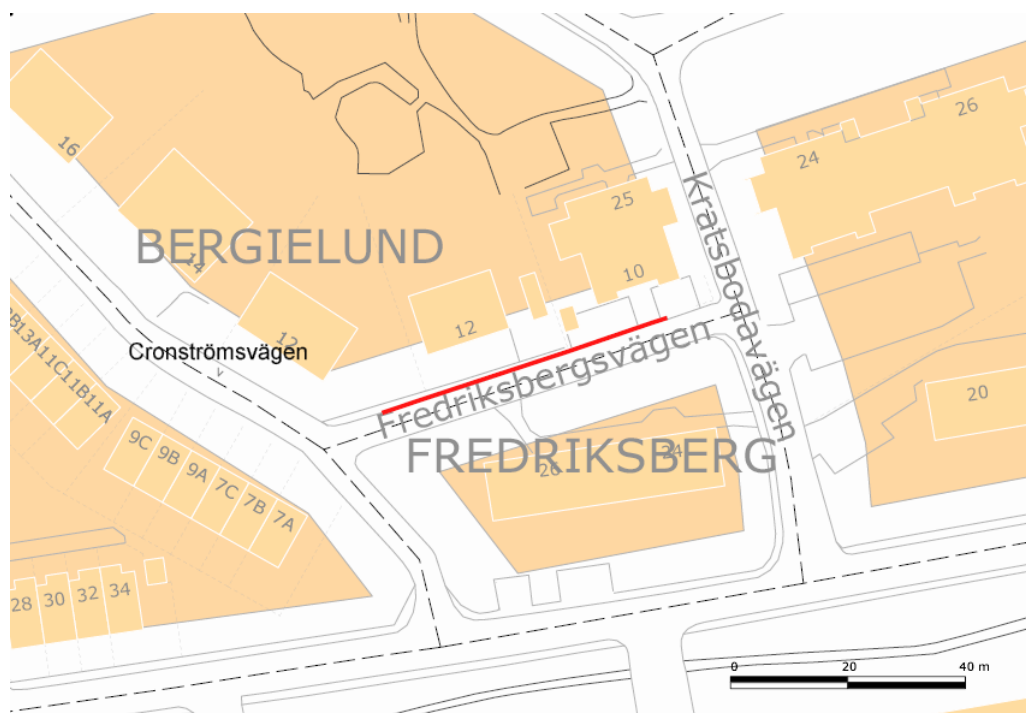 26
24
16
25
BERGIELUND
14
10
Kratsbodavägen
12
12
13A
11C
11B
11A
Cronströmsvägen
Fredriksbergsvägen
20
9C
9B
9A
7C
7B
7A
FREDRIKSBERG
26
24
28
30
32
34
0
20
40 m